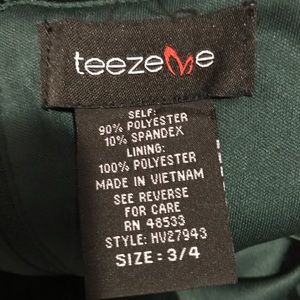 teezeme
SELF:
90% POLYESTER
10% SPANDEX
LINING:
100% POLYESTER
MADE IN VIETNAM
SEE REVERSE
FOR CARE
RN 48533
STYLE: HV27943
SIZE: 3/4